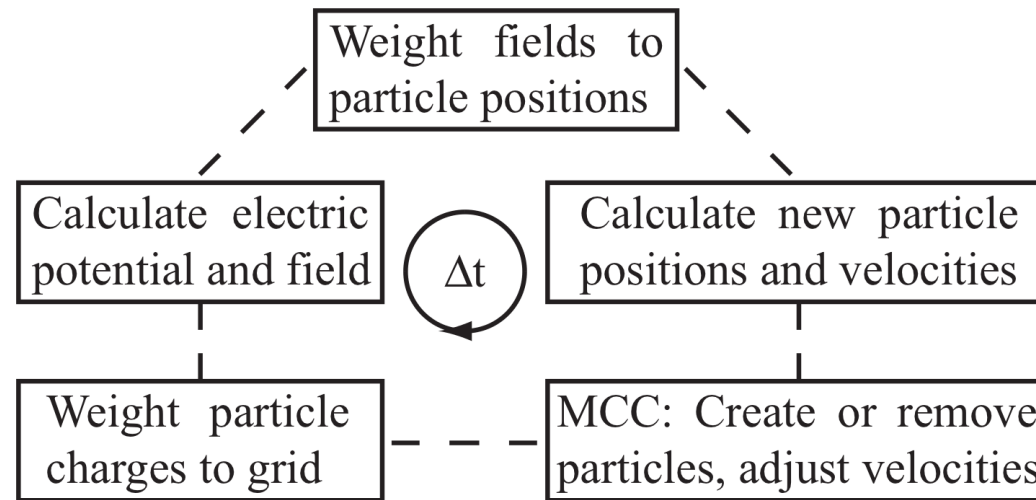 Weight fields to
particle positions
Calculate electric
potential and field
Δt
Calculate new particle
positions and velocities
Weight particle
charges to grid
MCC: Create or remove
particles, adjust velocities